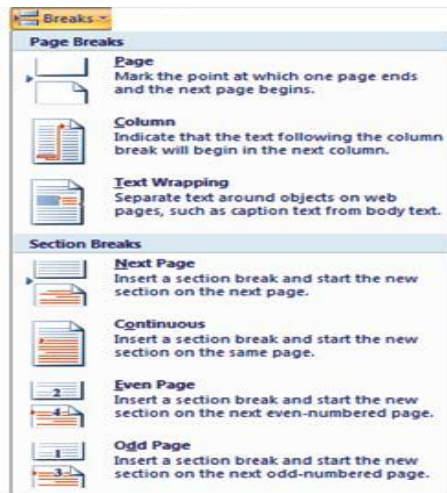 Breaks
Page Breaks
Page
Mark the point at which one page ends
and the next page begins.
Column
Indicate that the text following the column
break will begin in the next column.
Text Wrapping
Separate text around objects on web
pages, such as caption text from body text.
Section Breaks
Next Page
Insert a section break and start the new
section on the next page.
Continuous
Insert a section break and start the new
section on the same page.
Even Page
2
4
Insert a section break and start the new
section on the next even-numbered page.
Odd Page
1
3
Insert a section break and start the new
section on the next odd-numbered page.